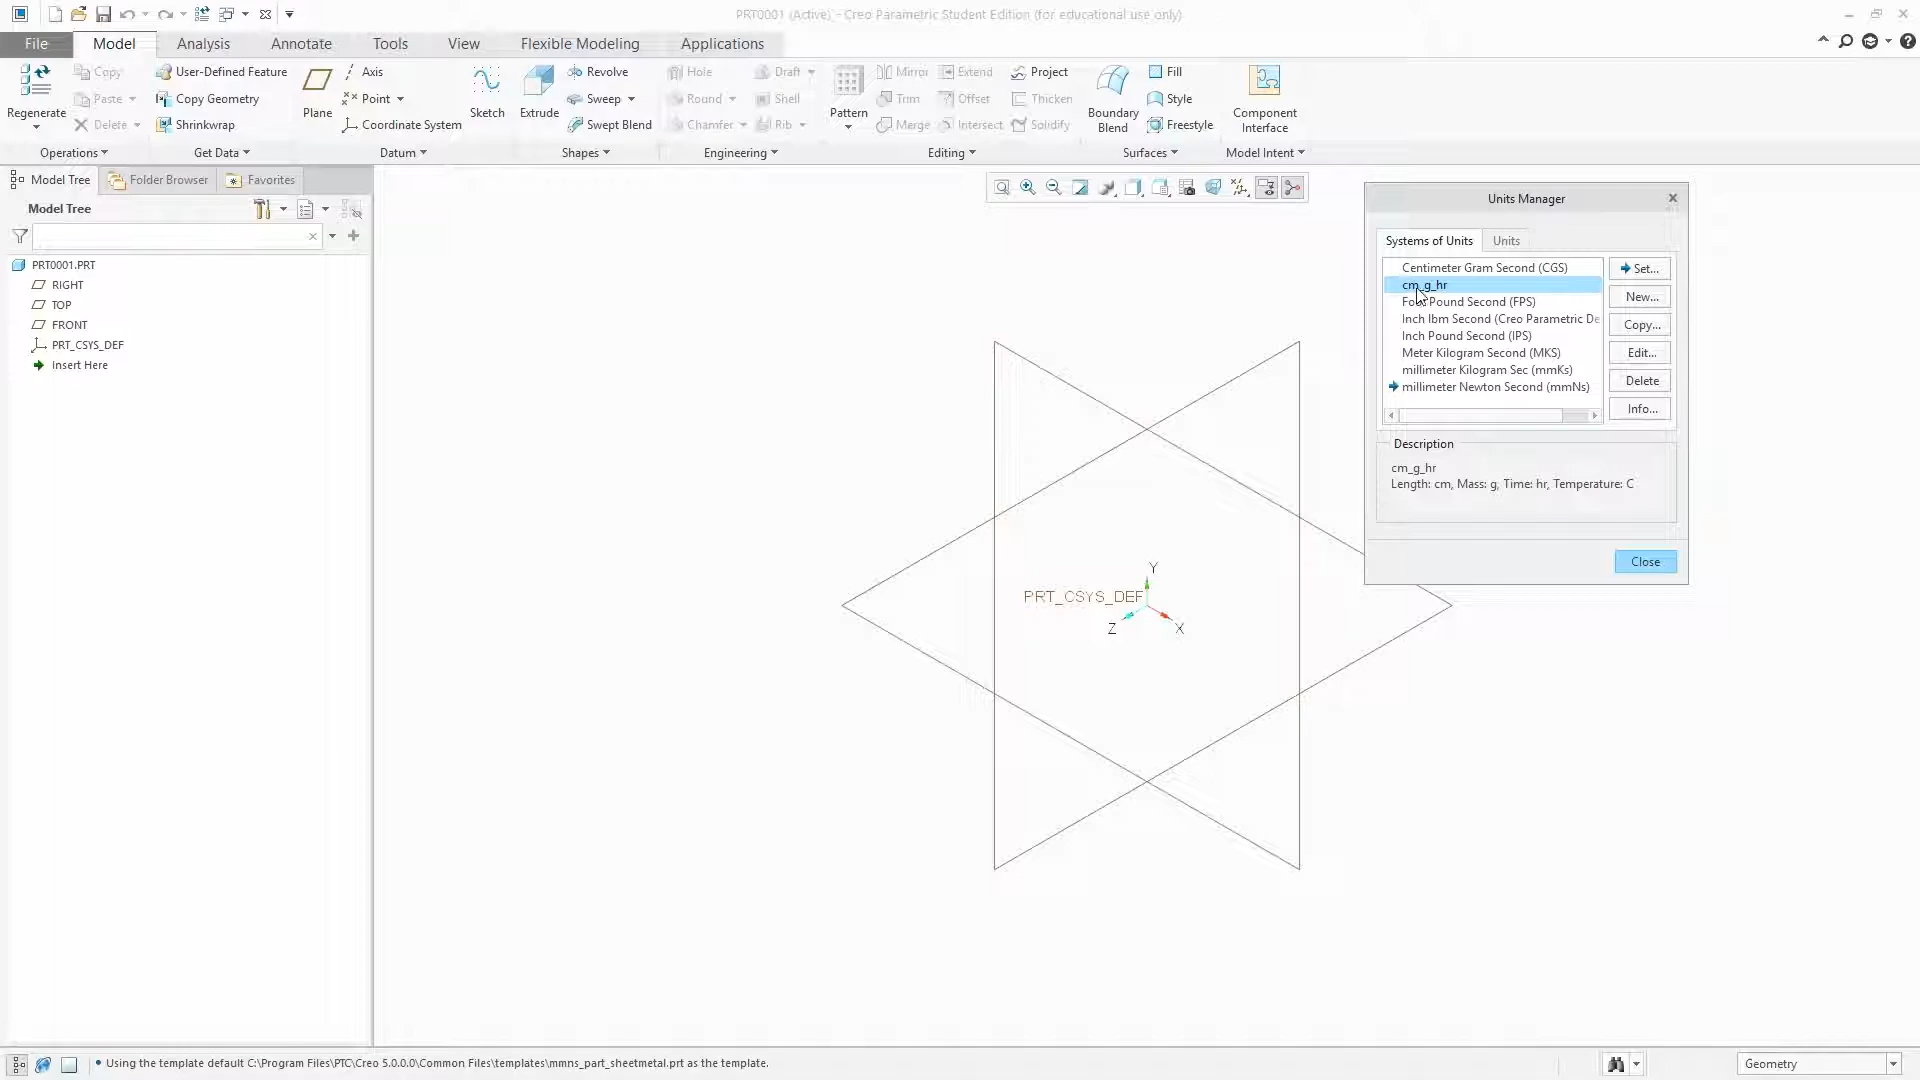 PRT0001 (Active) - Creo Parametric Student Edition (for educational use only)
File Model Analysis Annotate Tools View Flexible Modeling Applications
Regenerate
Copy
Paste
Delete
Operations
User-Defined Feature
Copy Geometry
Shrinkwrap
Get Data
Plane
Axis
Point
Coordinate System
Datum
Sketch
Extrude
Revolve
Sweep
Swept Blend
Shapes
Hole
Round
Chamfer
Draft
Shell
Rib
Engineering
Pattern
Mirror
Trim
Merge
Extend
Offset
Intersect
Project
Thicken
Solidify
Editing
Boundary
Blend
Fill
Style
Freestyle
Surfaces
Component
Interface
Model Intent
Model Tree Folder Browser Favorites
Model Tree
PRT0001.PRT
RIGHT
TOP
FRONT
PRT_CSYS_DEF
Insert Here
PRT_CSYS_DEF
Y
Z
X
Units Manager
Systems of Units Units
Centimeter Gram Second (CGS)
cm_g_hr
Foot Pound Second (FPS)
Inch lbm Second (Creo Parametric De
Inch Pound Second (IPS)
Meter Kilogram Second (MKS)
millimeter Kilogram Sec (mmKs)
millimeter Newton Second (mmNs)
Set...
New...
Copy...
Edit...
Delete
Info...
Description
cm_g_hr
Length: cm, Mass: g, Time: hr, Temperature: C
Close
• Using the template default C:\Program Files\PTC\Creo 5.0.0.0\Common Files\templates\mmns_part_sheetmetal.prt as the template.
Geometry